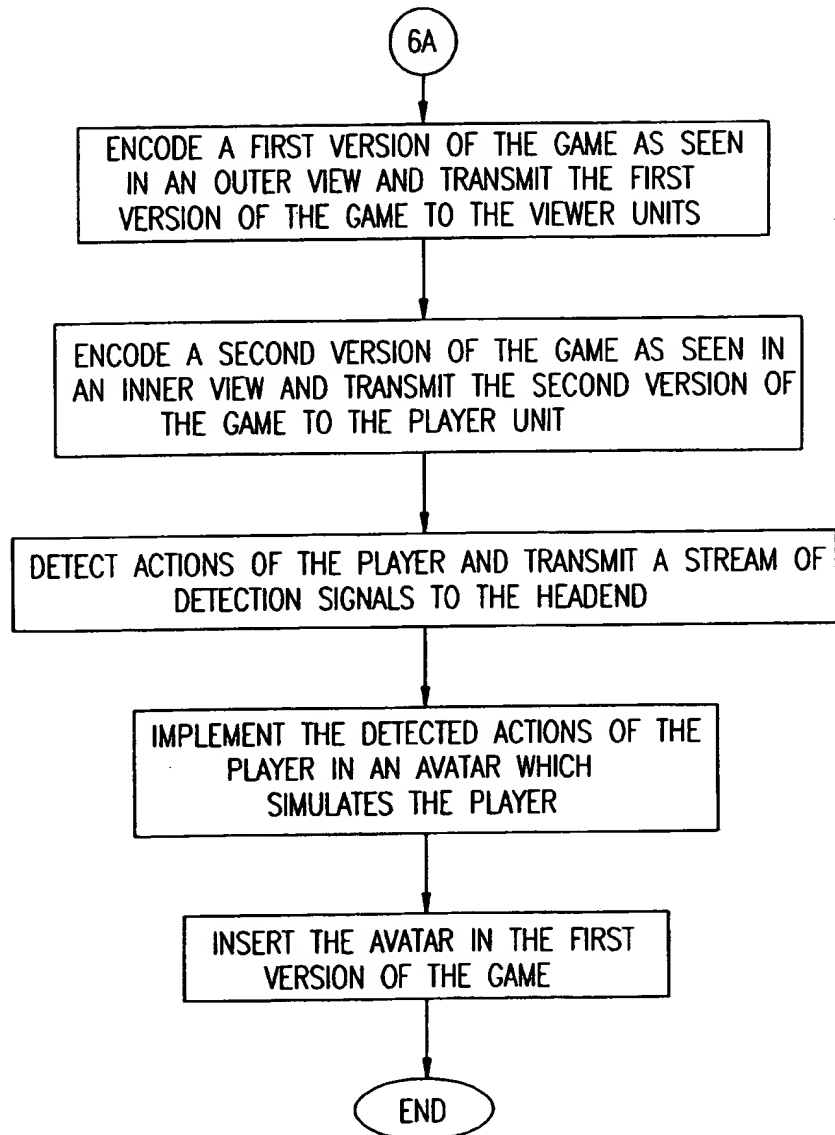 6A
ENCODE A FIRST VERSION OF THE GAME AS SEEN
IN AN OUTER VIEW AND TRANSMIT THE FIRST
VERSION OF THE GAME TO THE VIEWER UNITS
ENCODE A SECOND VERSION OF THE GAME AS SEEN IN
AN INNER VIEW AND TRANSMIT THE SECOND VERSION OF
THE GAME TO THE PLAYER UNIT
DETECT ACTIONS OF THE PLAYER AND TRANSMIT A STREAM OF
DETECTION SIGNALS TO THE HEADEND
IMPLEMENT THE DETECTED ACTIONS OF THE
PLAYER IN AN AVATAR WHICH
SIMULATES THE PLAYER
INSERT THE AVATAR IN THE FIRST
VERSION OF THE GAME
END